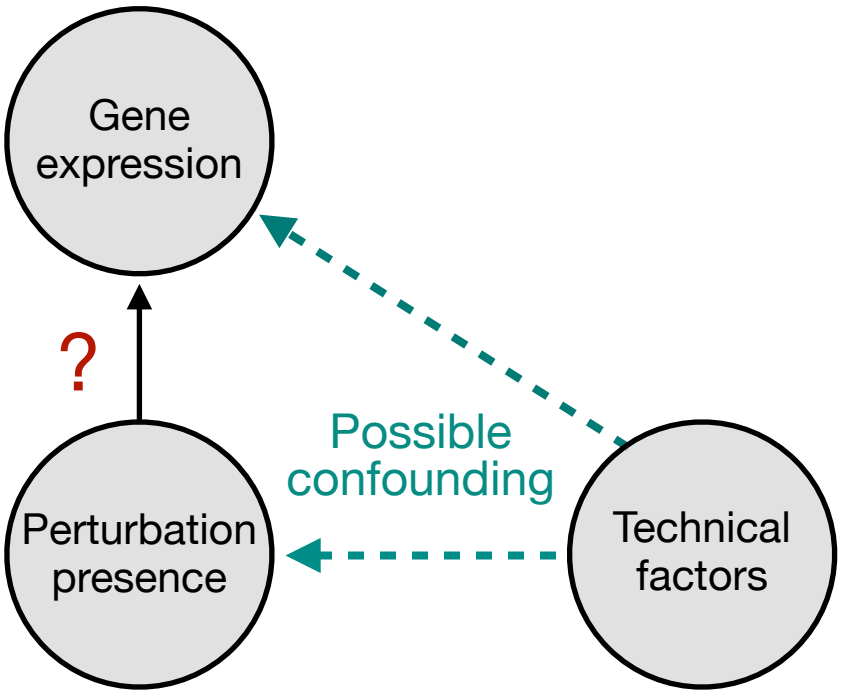 Gene
expression
?
Possible
confounding
Perturbation
presence
Technical
factors